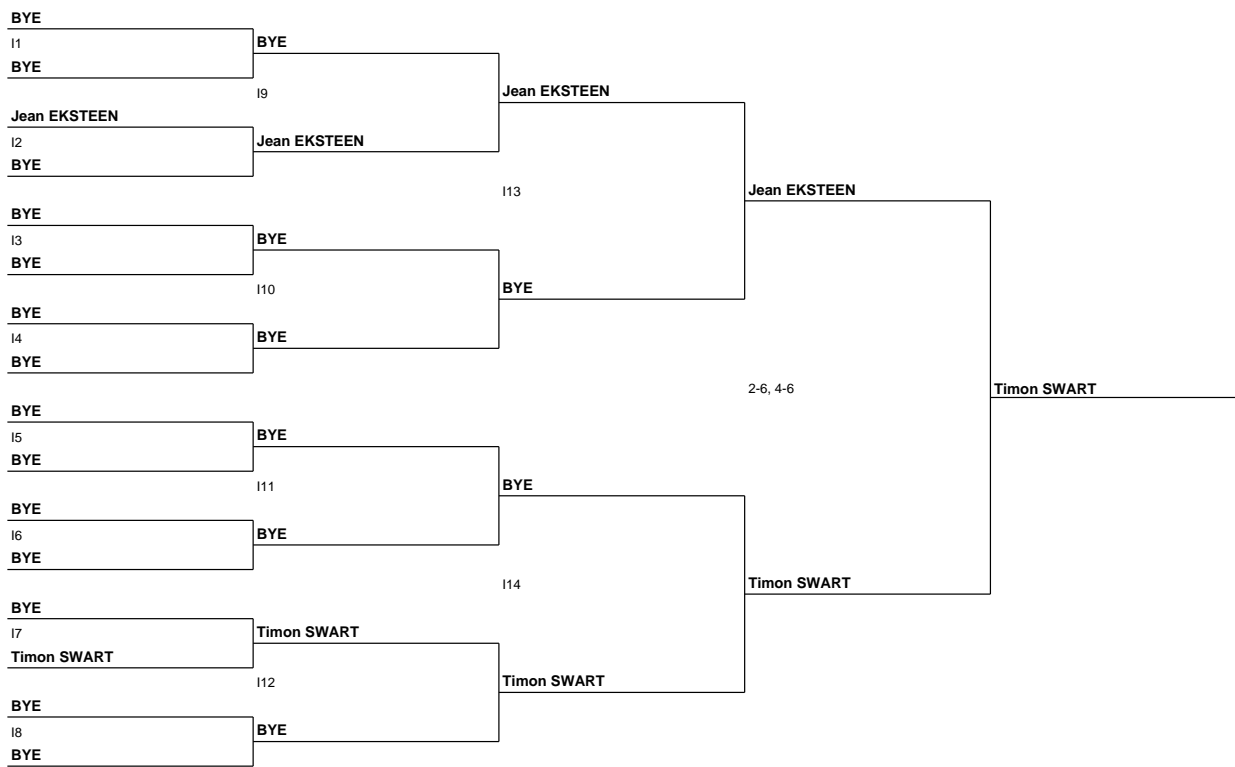 BYE
I1
BYE
BYE
I9
Jean EKSTEEN
I2
BYE
Jean EKSTEEN
Jean EKSTEEN
I13
BYE
I3
BYE
BYE
I10
BYE
I4
BYE
BYE
BYE
Jean EKSTEEN
2-6, 4-6
BYE
I5
BYE
BYE
I11
BYE
I6
BYE
BYE
BYE
I14
BYE
I7
Timon SWART
Timon SWART
I12
BYE
I8
BYE
BYE
Timon SWART
Timon SWART
Timon SWART